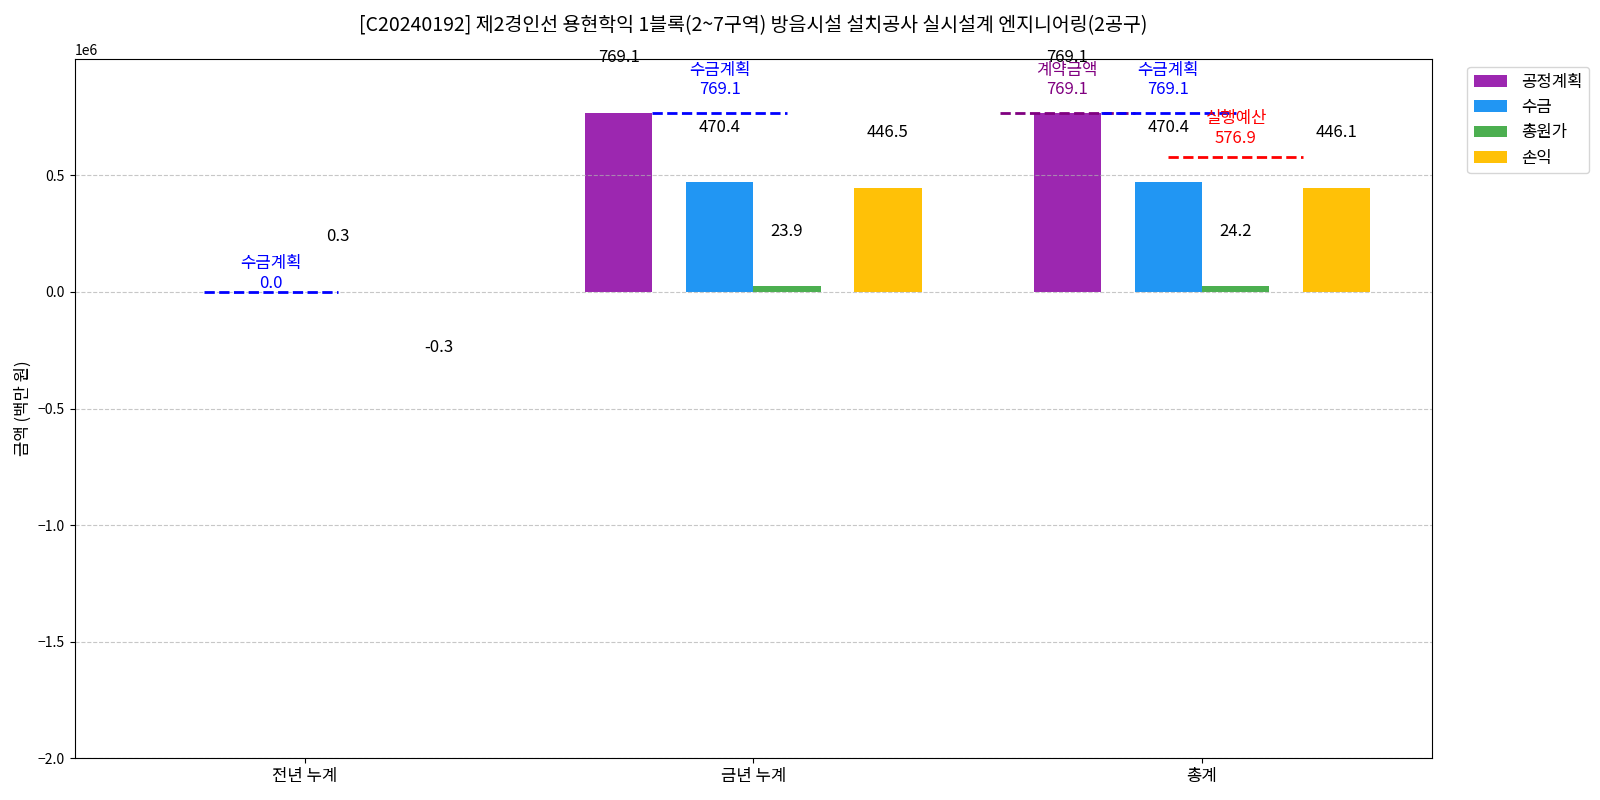 [C20240192] 제2경인선 용현학익 1블록(2~7구역) 방음시설 설치공사 실시설계 엔지니어링(2공구)
1e6
769.1
769.1
수금계획
769.1
계약금액
769.1
수금계획
769.1
470.4
446.5
470.4
실행예산
576.9
446.1
0.5
0.3
23.9
24.2
수금계획
0.0
0.0
-0.3
금액 (백만 원)
−0.5
−1.0
−1.5
−2.0
전년 누계
금년 누계
총계
공정계획
수금
총원가
손익